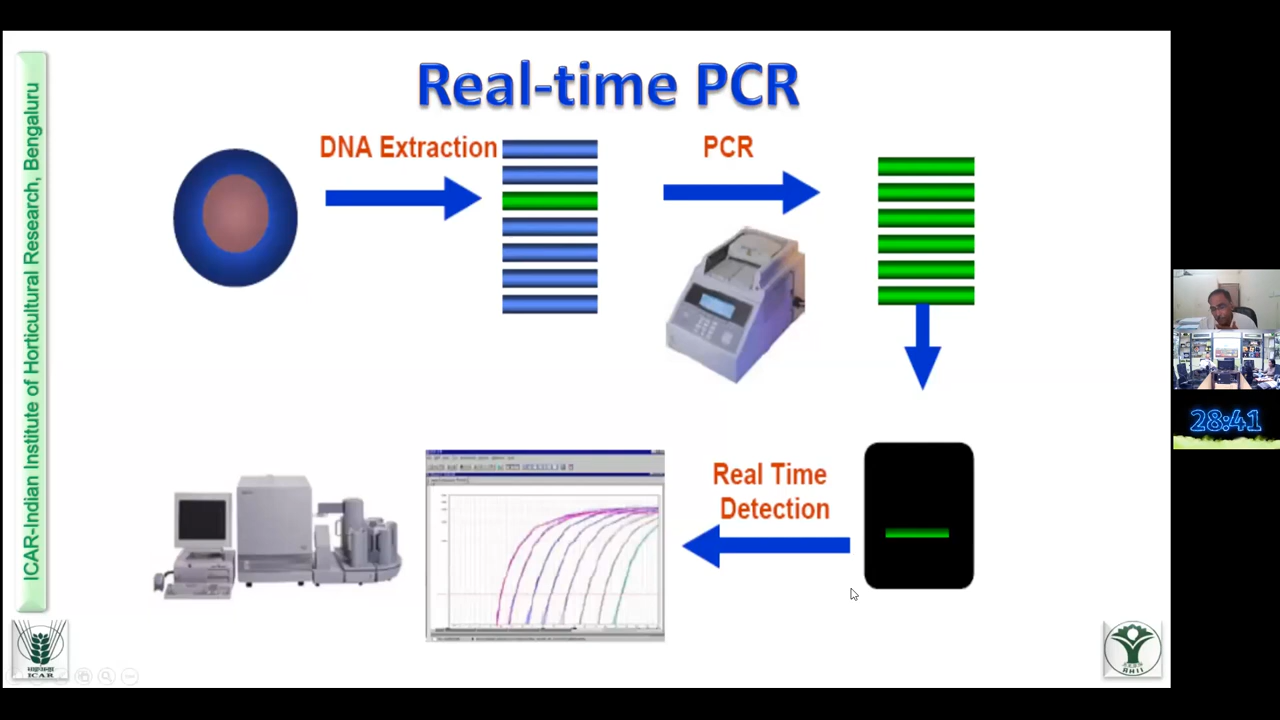 Real-time PCR
ICAR-Indian Institute of Horticultural Research, Bengaluru
DNA Extraction
PCR
Real Time
Detection
28:41
ICAR